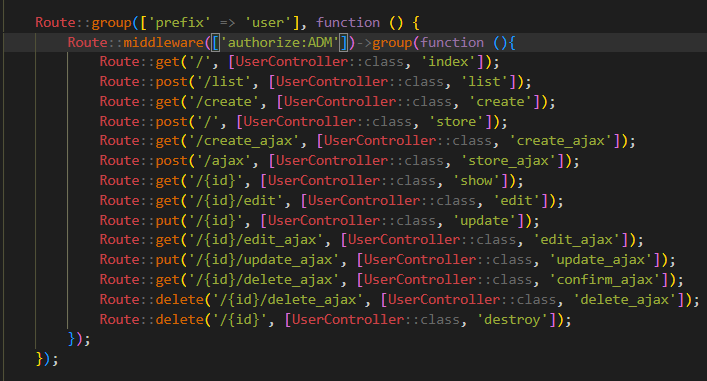 Route::group(['prefix' => 'user'], function () {
Route::middleware(['authorize:ADM'])->group(function (){
Route::get('/', [UserController::class, 'index']);
Route::post('/list', [UserController::class, 'list']);
Route::get('/create', [UserController::class, 'create']);
Route::post('/', [UserController::class, 'store']);
Route::get('/create_ajax', [UserController::class, 'create_ajax']);
Route::post('/ajax', [UserController::class, 'store_ajax']);
Route::get('/{id}', [UserController::class, 'show']);
Route::get('/{id}/edit', [UserController::class, 'edit']);
Route::put('/{id}', [UserController::class, 'update']);
Route::get('/{id}/edit_ajax', [UserController::class, 'edit_ajax']);
Route::put('/{id}/update_ajax', [UserController::class, 'update_ajax']);
Route::get('/{id}/delete_ajax', [UserController::class, 'confirm_ajax']);
Route::delete('/{id}/delete_ajax', [UserController::class, 'delete_ajax']);
Route::delete('/{id}', [UserController::class, 'destroy']);
});
});